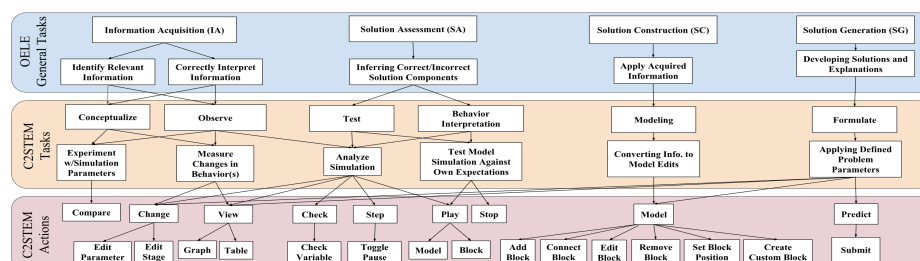 OELE
General Tasks
Information Acquisition (IA)
Solution Assessment (SA)
Solution Construction (SC)
Solution Generation (SG)
Identify Relevant
Information
Correctly Interpret
Information
Inferring Correct/Incorrect
Solution Components
Apply Acquired
Information
Developing Solutions and
Explanations
C2STEM
Tasks
Conceptualize
Observe
Test
Behavior
Interpretation
Modeling
Formulate
Experiment
w/Simulation
Parameters
Measure
Changes in
Behavior(s)
Analyze
Simulation
Test Model
Simulation Against
Own Expectations
Converting Info. to
Model Edits
Applying Defined
Problem
Parameters
C2STEM
Actions
Compare
Change
View
Check
Step
Play
Stop
Model
Predict
Edit
Parameter
Edit
Stage
Graph
Table
Check
Variable
Toggle
Pause
Model
Block
Add
Block
Connect
Block
Edit
Block
Remove
Block
Set Block
Position
Create
Custom Block
Submit